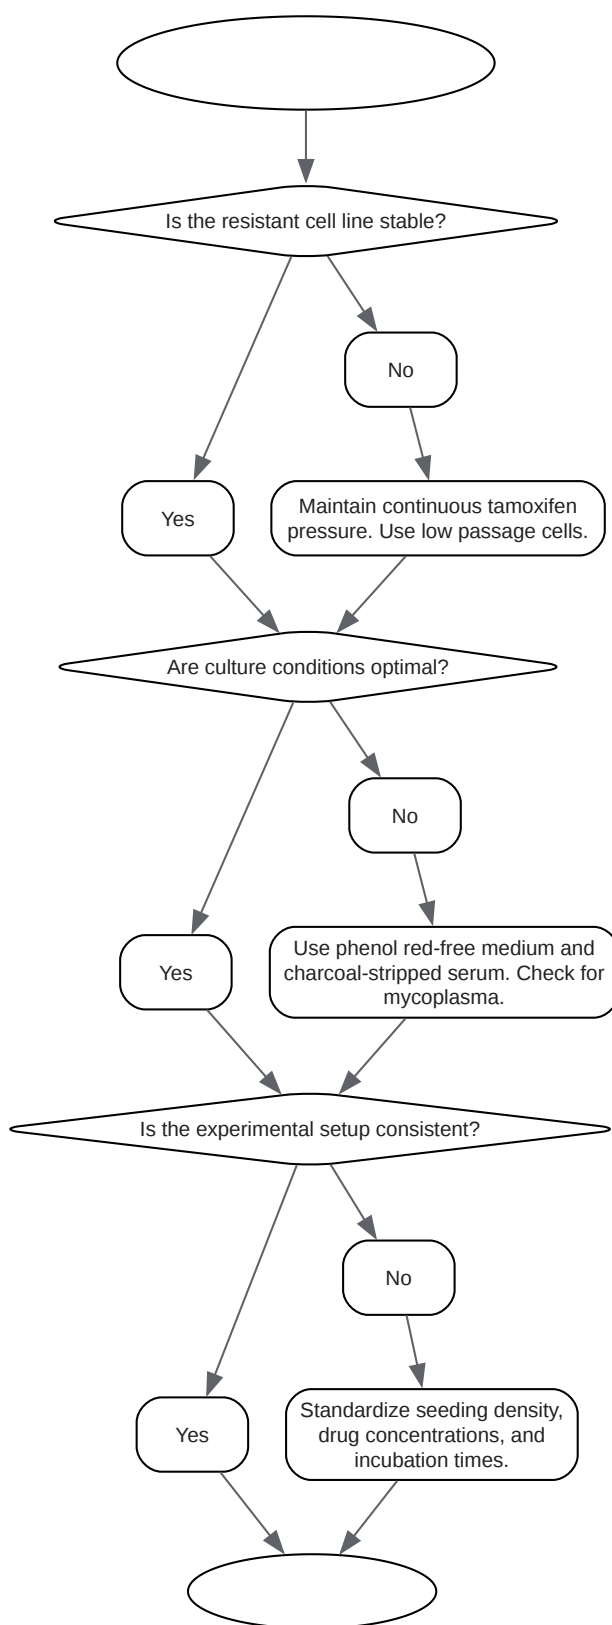 Is the resistant cell line stable?
No
Yes
Maintain continuous tamoxifen
pressure. Use low passage cells.
Are culture conditions optimal?
No
Yes
Use phenol red-free medium and
charcoal-stripped serum. Check for
mycoplasma.
Is the experimental setup consistent?
No
Yes
Standardize seeding density,
drug concentrations, and
incubation times.